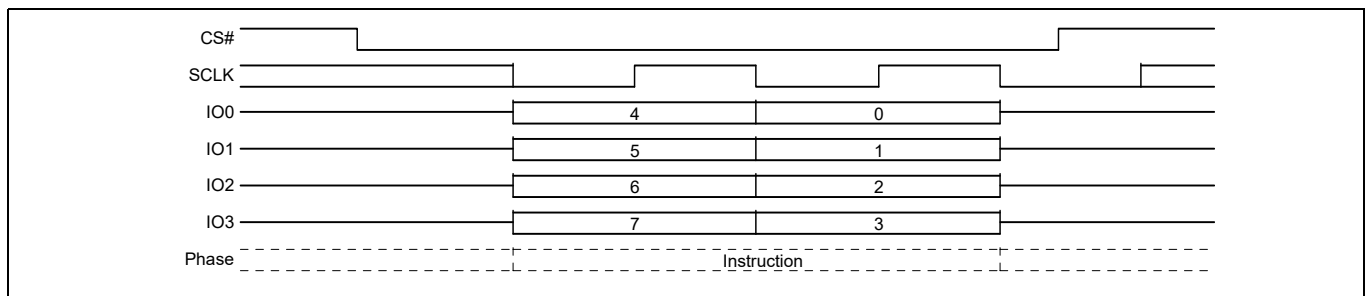 CS#
SCLK
IO0 4 0
IO1 5 1
IO2 6 2
IO3 7 3
Phase Instruction